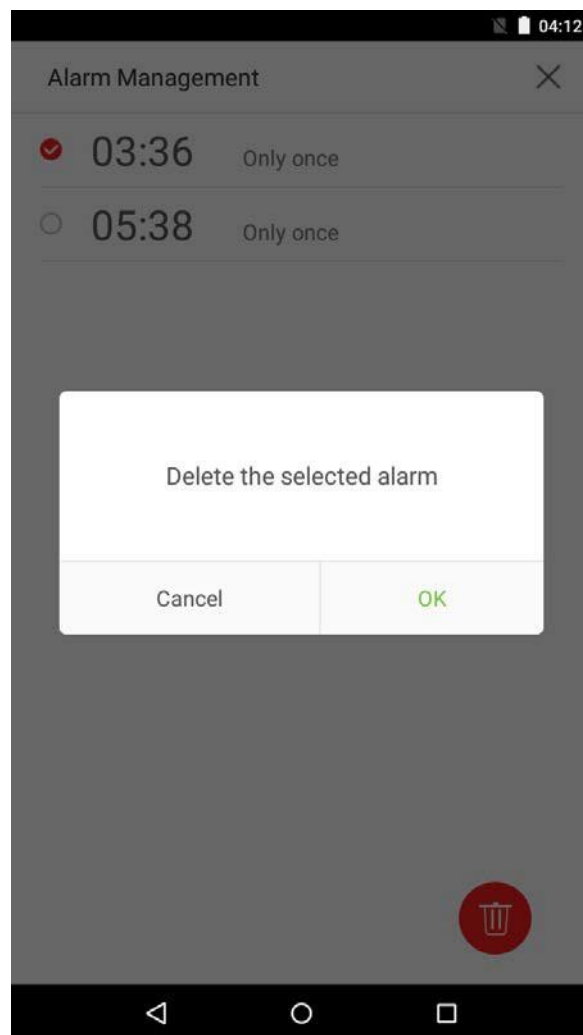 04:12
Alarm Management
03:36 Only once
05:38 Only once
Delete the selected alarm
Cancel OK